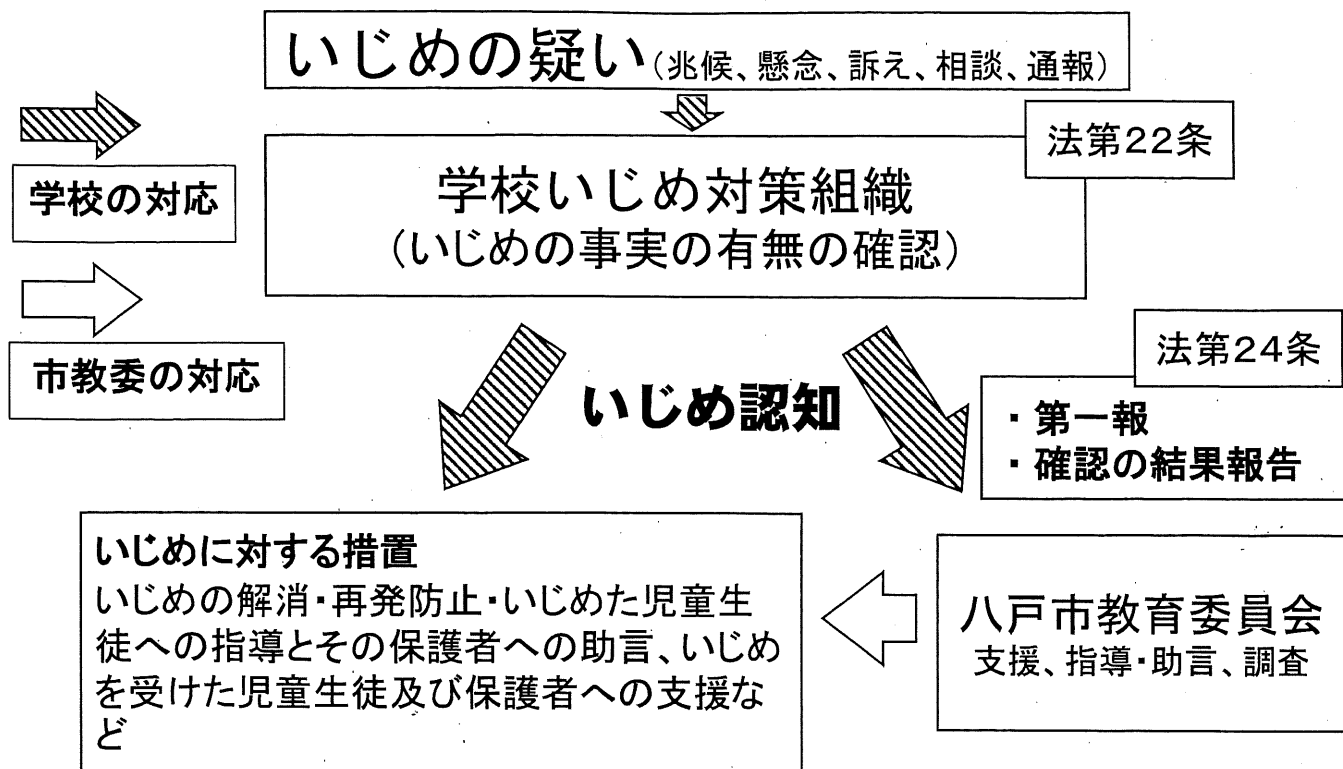 いじめの疑い(兆候、懸念、訴え、相談、通報)
法第22条
学校の対応
学校いじめ対策組織
(いじめの事実の有無の確認)
市教委の対応
法第24条
いじめ認知
・第一報
・確認の結果報告
いじめに対する措置
いじめの解消・再発防止・いじめた児童生
徒への指導とその保護者への助言、いじめ
を受けた児童生徒及び保護者への支援な
ど
八戸市教育委員会
支援、指導・助言、調査